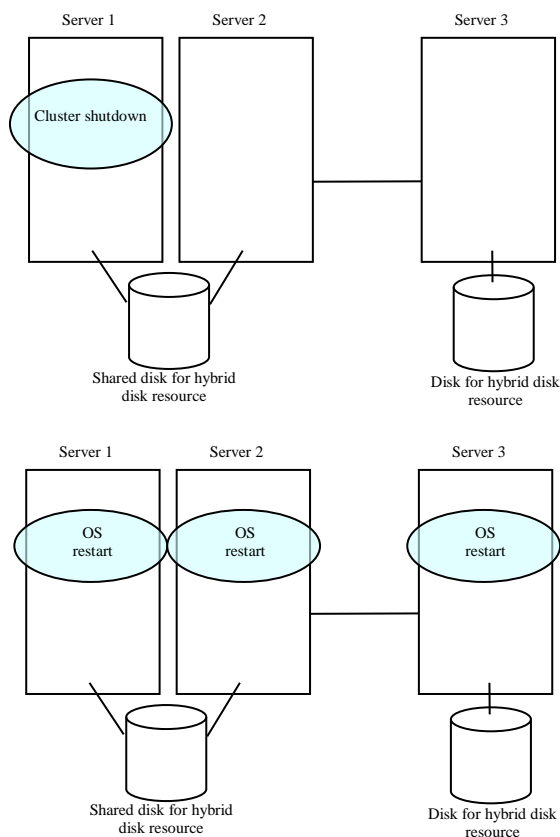 Server 1
Server 2
Server 3
Cluster shutdown
Shared disk for hybrid
disk resource
Disk for hybrid disk
resource
Server 1
Server 2
Server 3
OS
restart
OS
restart
OS
restart
Shared disk for hybrid
disk resource
Disk for hybrid disk
resource